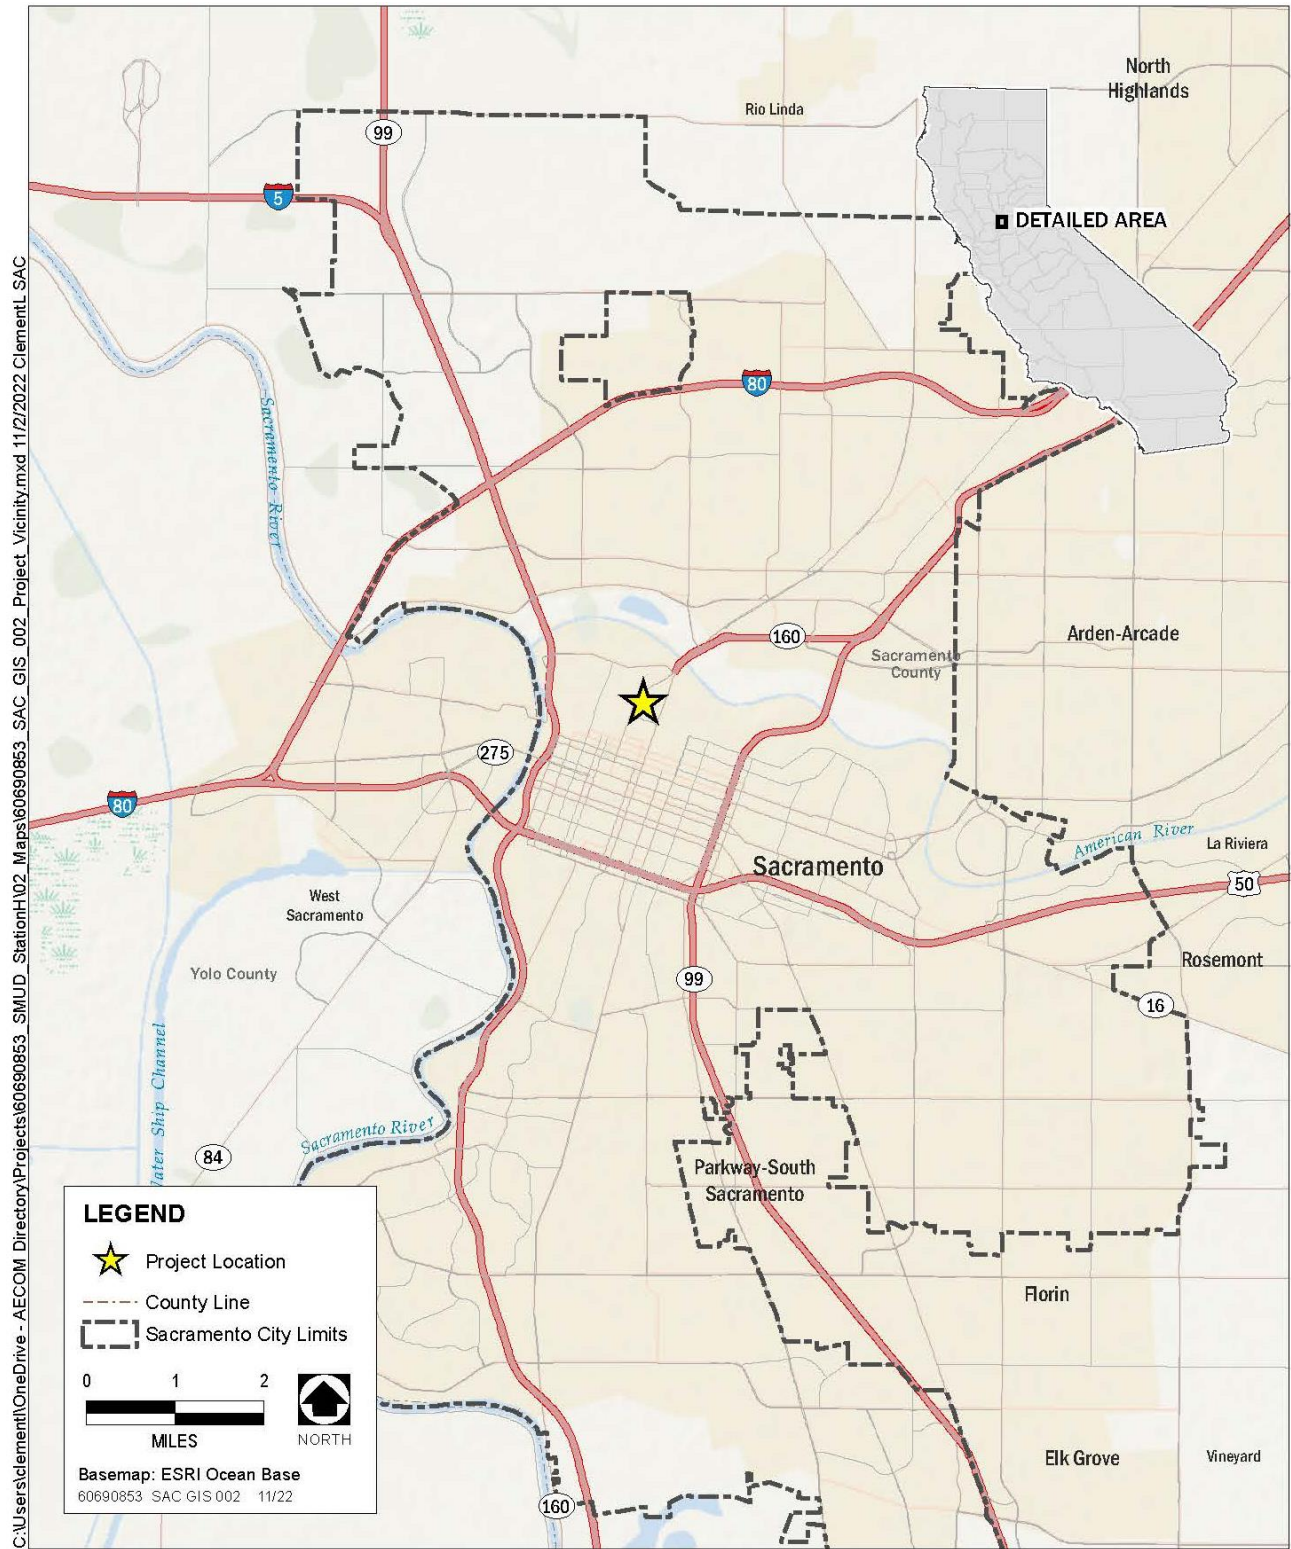 North
Highlands
Rio Linda
99
5
DETAILED AREA
C:\Users\clementl\OneDrive - AECOM Directory\Projects\60690853_SMUD_StationH\02_Maps\60690853_SAC_GIS_002_Project_Vicinity.mxd 11/2/2022 ClementL SAC
80
Sacramento River
160
Arden-Arcade
Sacramento
County
275
80
American River
La Riviera
Sacramento
50
West
Sacramento
Rosemont
Yolo County
99
16
Ship Channel
Sacramento River
84
Parkway-South
Sacramento
LEGEND
Project Location
County Line
Sacramento City Limits
0 1 2
MILES
NORTH
Basemap: ESRI Ocean Base
60690853 SAC GIS 002 11/22
Florin
Elk Grove
Vineyard
160